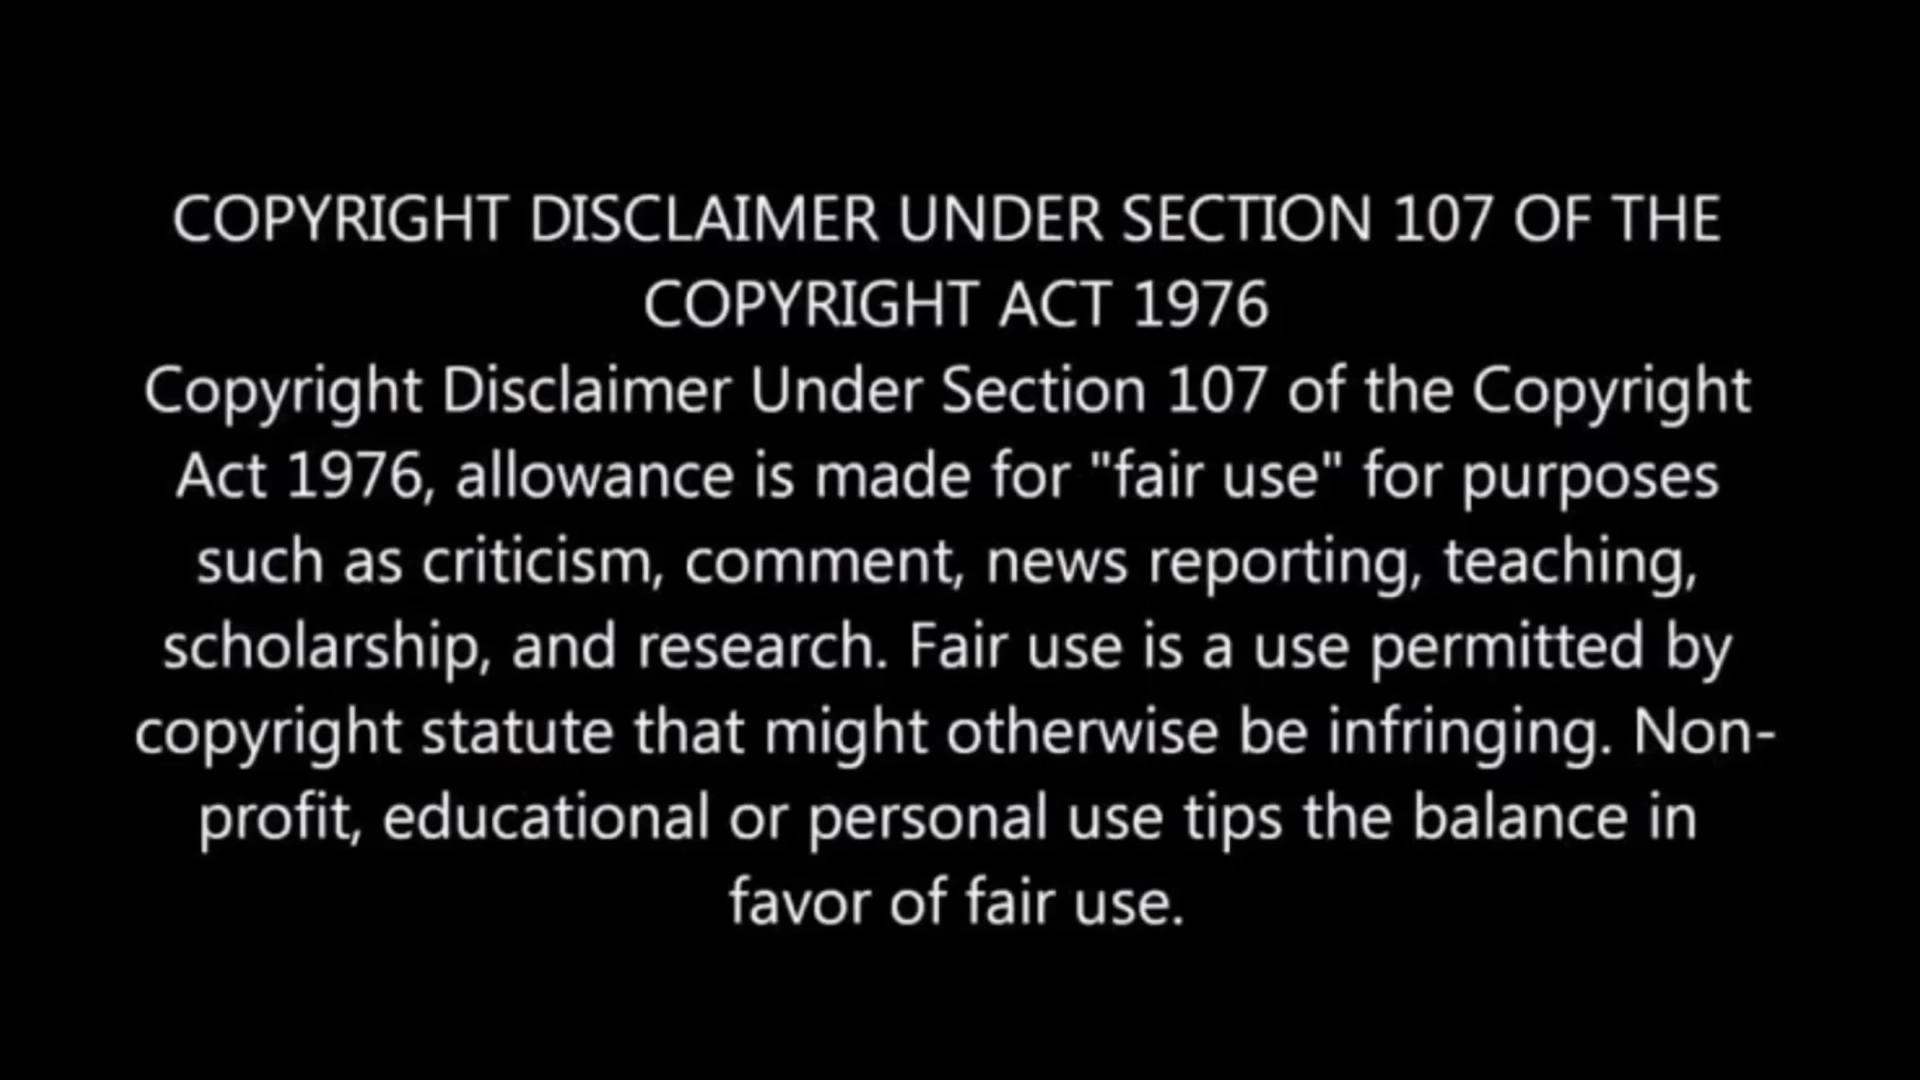 COPYRIGHT DISCLAIMER UNDER SECTION 107 OF THE
COPYRIGHT ACT 1976
Copyright Disclaimer Under Section 107 of the Copyright
Act 1976, allowance is made for "fair use" for purposes
such as criticism, comment, news reporting, teaching,
scholarship, and research. Fair use is a use permitted by
copyright statute that might otherwise be infringing. Non-
profit, educational or personal use tips the balance in
favor of fair use.